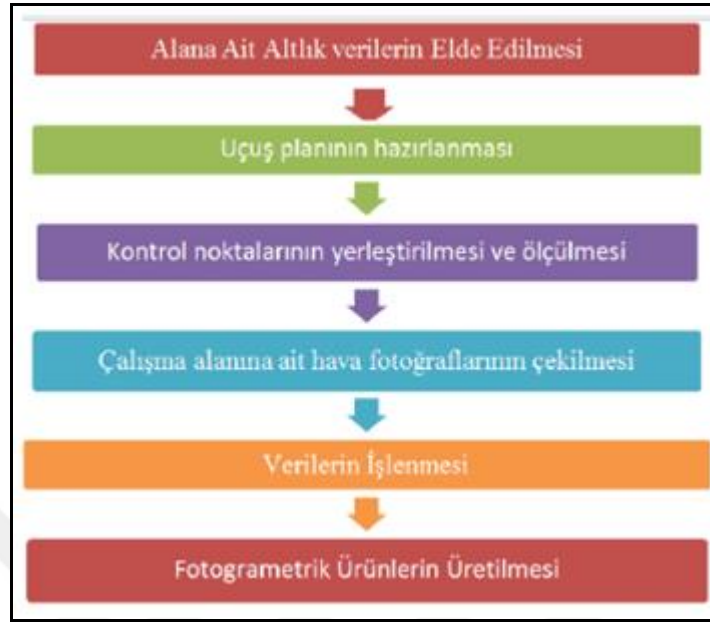 Alana Ait Altlık verilerin Elde Edilmesi
Uçuş planının hazırlanması
Kontrol noktalarının yerleştirilmesi ve ölçülmesi
Çalışma alanına ait hava fotoğraflarının çekilmesi
Verilerin İşlenmesi
Fotogrametrik Ürünlerin Üretilmesi